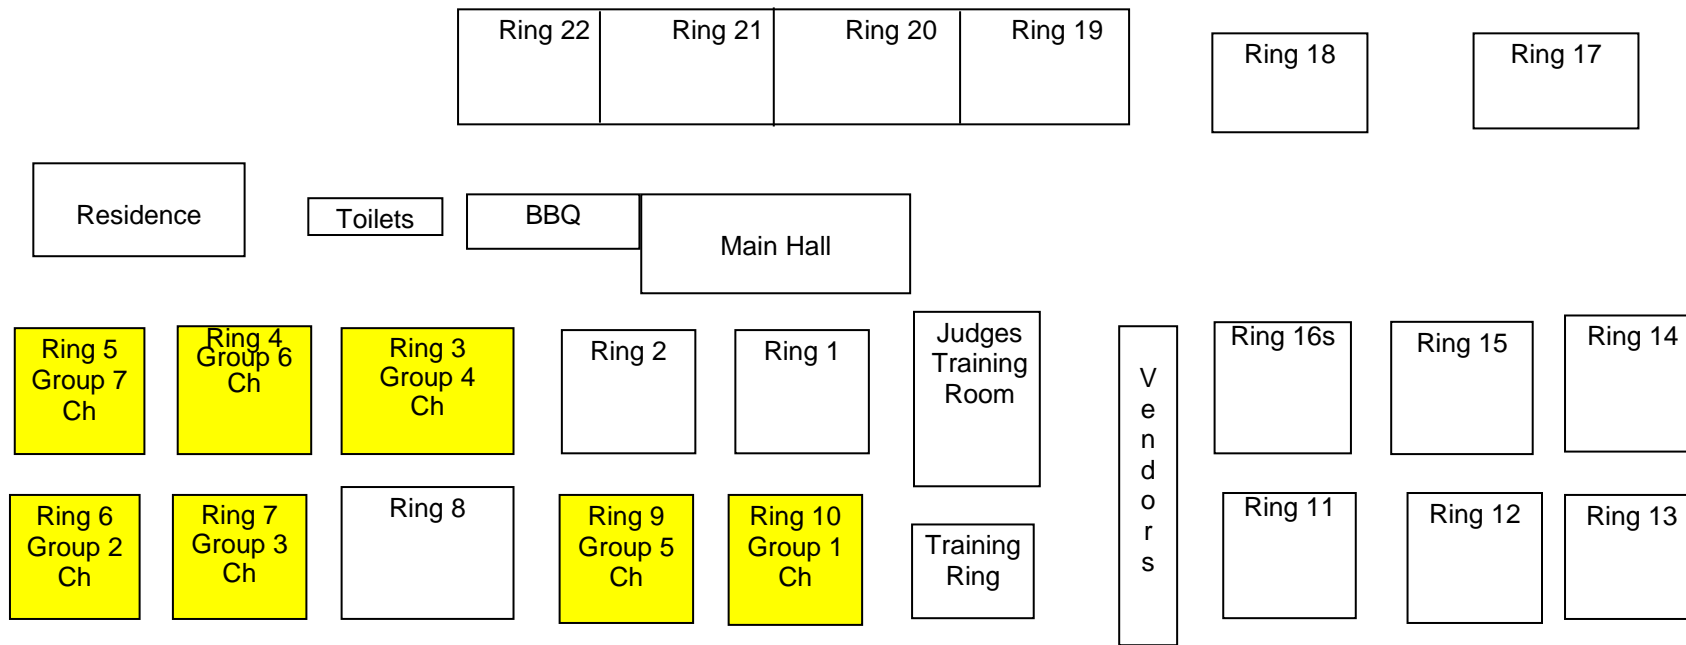 Ring 22
Ring 21
Ring 20
Ring 19
Ring 18
Ring 17
Residence
Toilets
BBQ
Main Hall
Ring 5
Group 7
Ch
Ring 4
Group 6
Ch
Ring 3
Group 4
Ch
Ring 2
Ring 1
Judges
Training
Room
Vendors
Ring 16s
Ring 15
Ring 14
Ring 6
Group 2
Ch
Ring 7
Group 3
Ch
Ring 8
Ring 9
Group 5
Ch
Ring 10
Group 1
Ch
Training
Ring
Ring 11
Ring 12
Ring 13